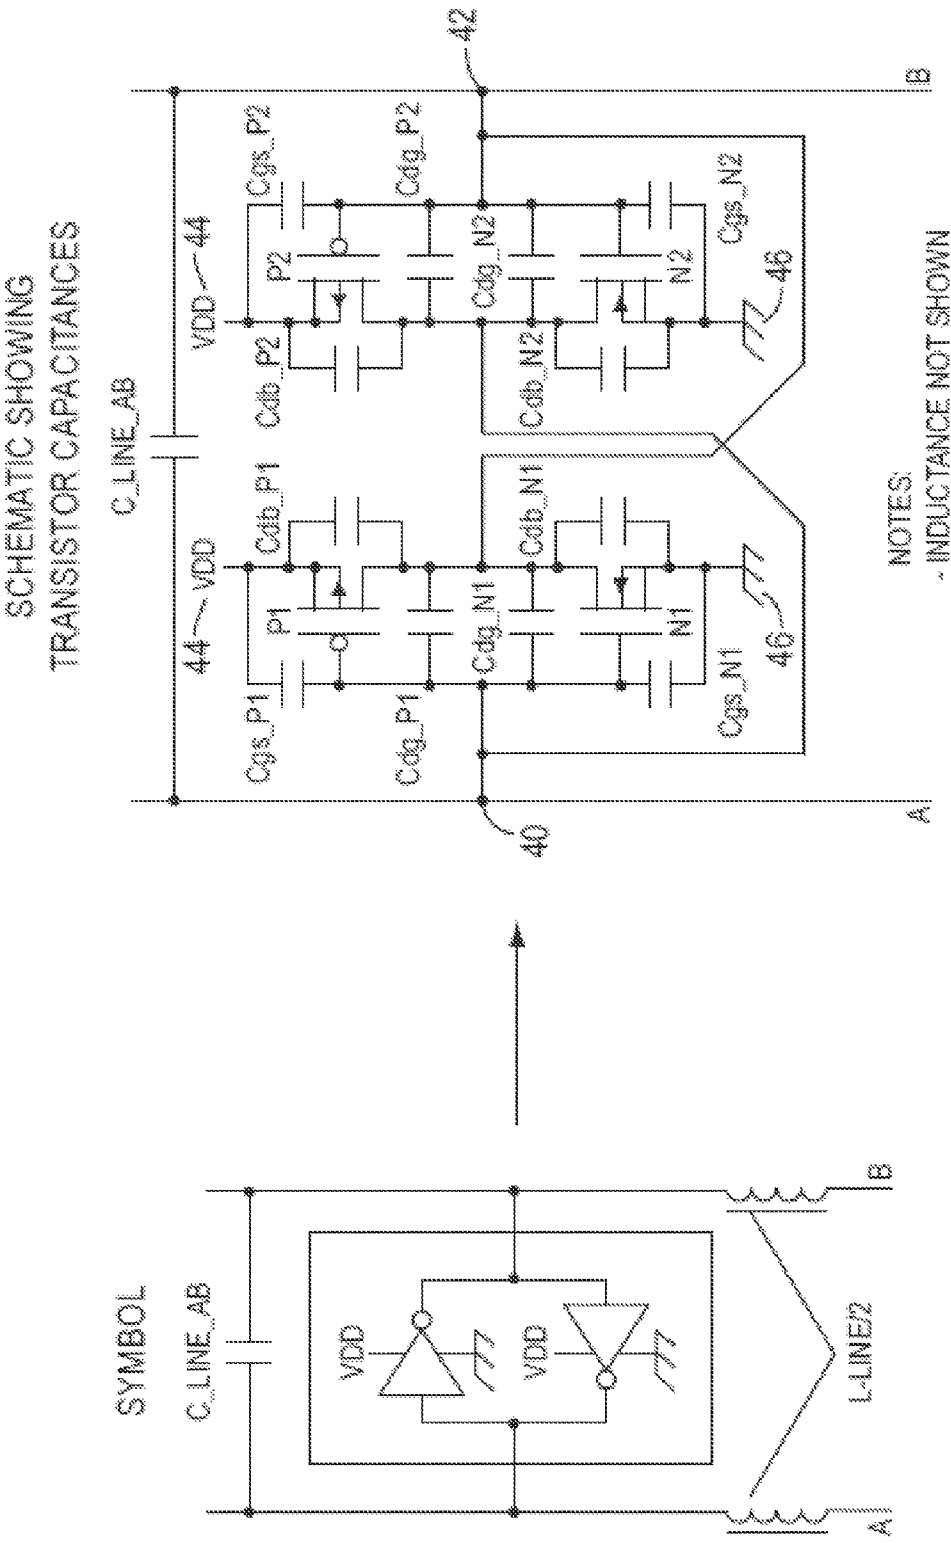 SYMBOL
C_LINE_AB
VDD
VDD
L-LINE/2
A
B
SCHEMATIC SHOWING
TRANSISTOR CAPACITANCES
C_LINE_AB
44
VDD
VDD
44
Cgs_P1
P1
Cdb_P1
Cdb_P2
P2
Cgs_P2
Cdg_P1
Cdg_N1
Cdg_N2
Cdg_P2
40
42
Cdb_N1
Cdb_N2
N1
N2
Cgs_N1
Cgs_N2
46
46
A
B
NOTES:
- INDUCTANCE NOT SHOWN